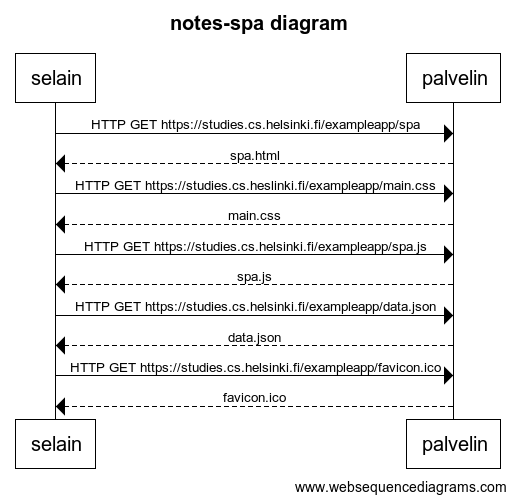 notes-spa diagram
selain palvelin
HTTP GET https://studies.cs.helsinki.fi/exampleapp/spa
spa.html
HTTP GET https://studies.cs.heslinki.fi/exampleapp/main.css
main.css
HTTP GET https://studies.cs.helsinki.fi/exampleapp/spa.js
spa.js
HTTP GET https://studies.cs.helsinki.fi/exampleapp/data.json
data.json
HTTP GET https://studies.cs.helsinki.fi/exampleapp/favicon.ico
favicon.ico
selain palvelin
www.websequencediagrams.com